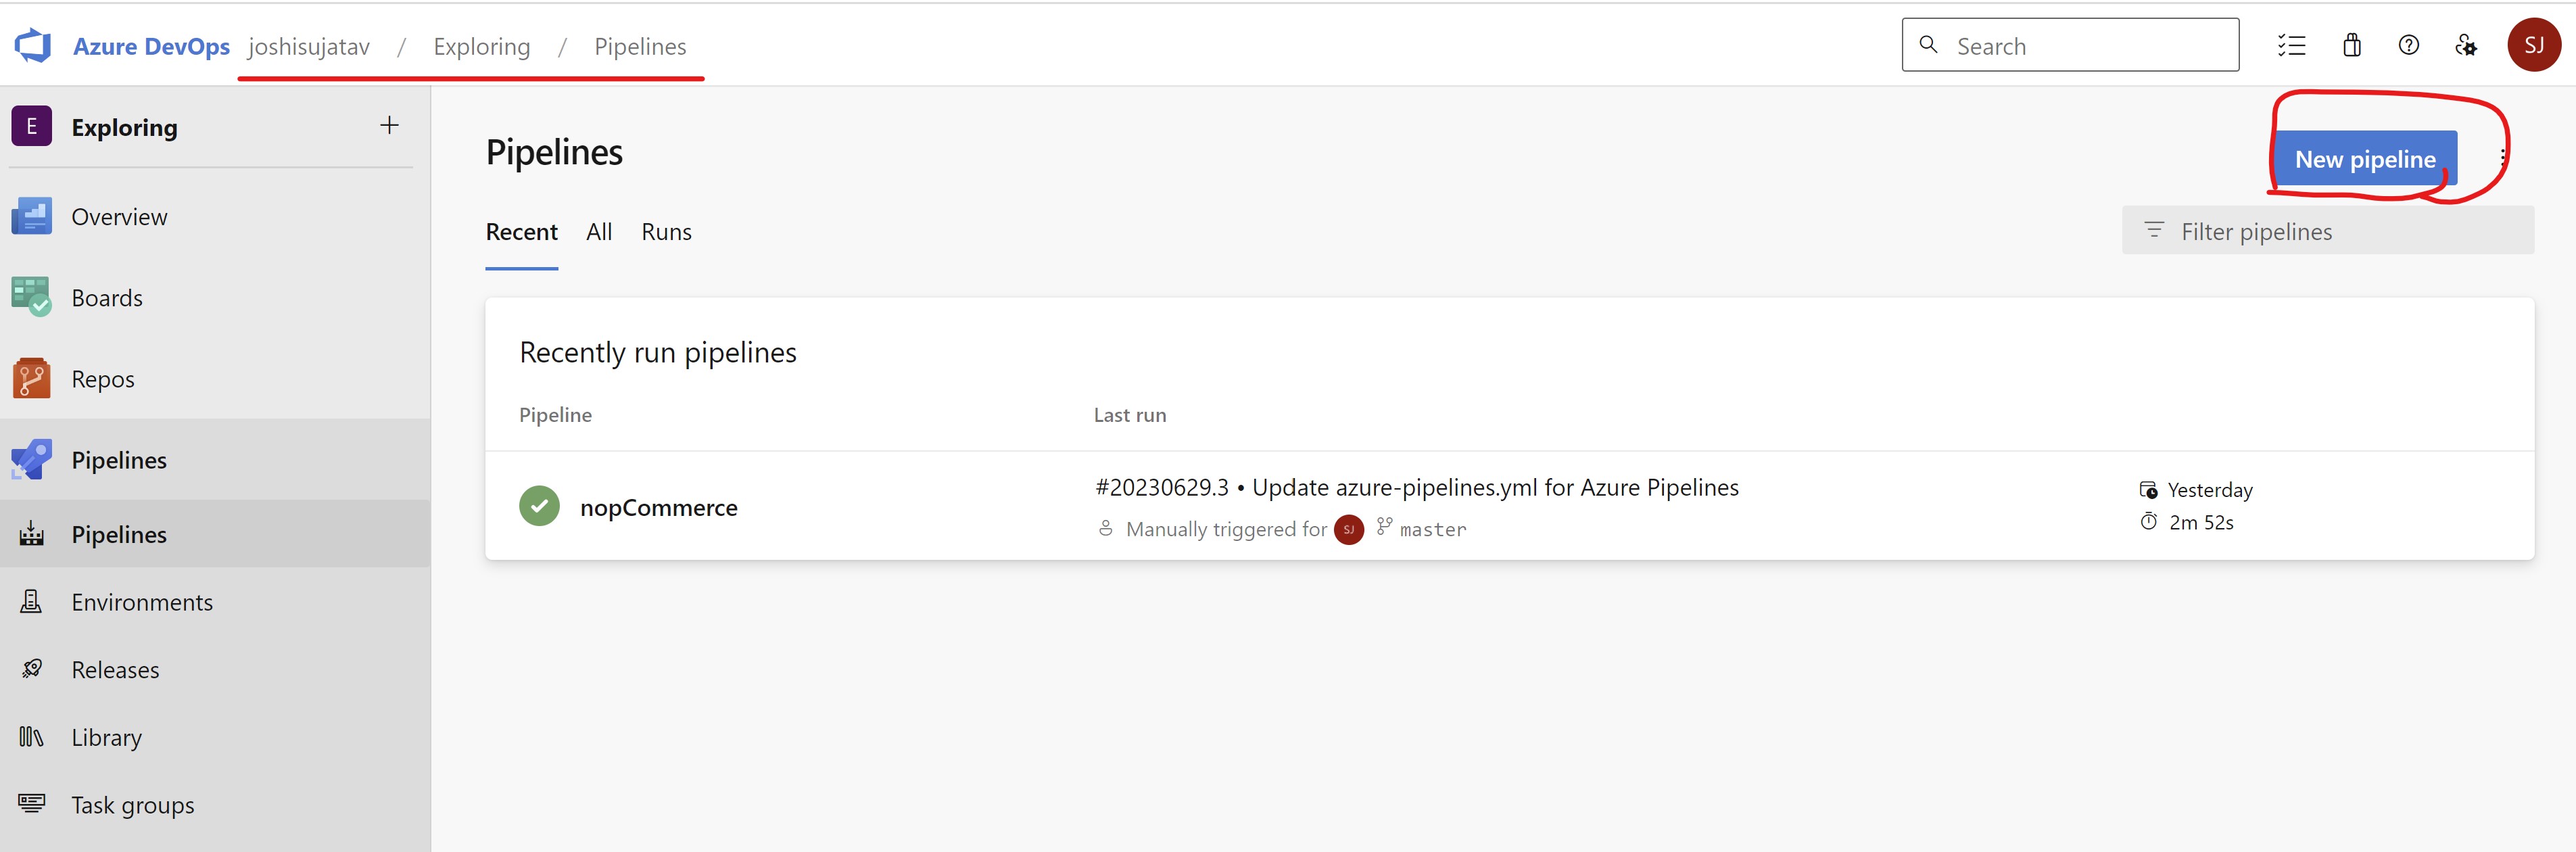 Azure DevOps joshisujatav / Exploring / Pipelines
Search
SJ
E Exploring +
Overview
Boards
Repos
Pipelines
Pipelines
Environments
Releases
Library
Task groups
Pipelines
New pipeline
Recent All Runs
Filter pipelines
Recently run pipelines
Pipeline Last run
nopCommerce
#20230629.3 • Update azure-pipelines.yml for Azure Pipelines
Manually triggered for SJ master
Yesterday
2m 52s